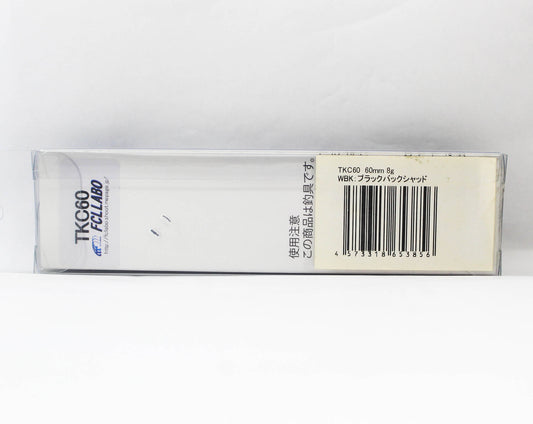 TKC60
FCLLABO
使用注意
この商品は釣具です。
TKC60 60mm 8g
WBK:ブラックバックシャッド
4 573318 653856